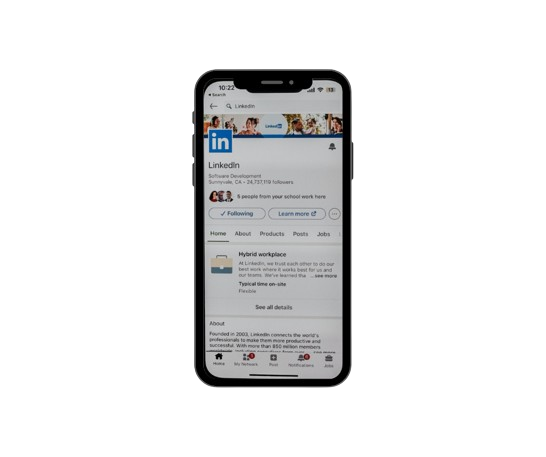 10:22
Search
LinkedIn
Linked in
in
LinkedIn
Software Development
Sunnyvale, CA • 24,737,119 followers
5 people from your school work here
Following
Learn more
Home About Products Posts Jobs
Hybrid workplace
At LinkedIn, we trust each other to do our
best work where it works best for us and
our teams. We've learned tha ...see more
Typical time on-site
Flexible
See all details
About
Founded in 2003, LinkedIn connects the world's
professionals to make them more productive and
successful. With more than 850 million members
Home My Network Post Notifications Jobs